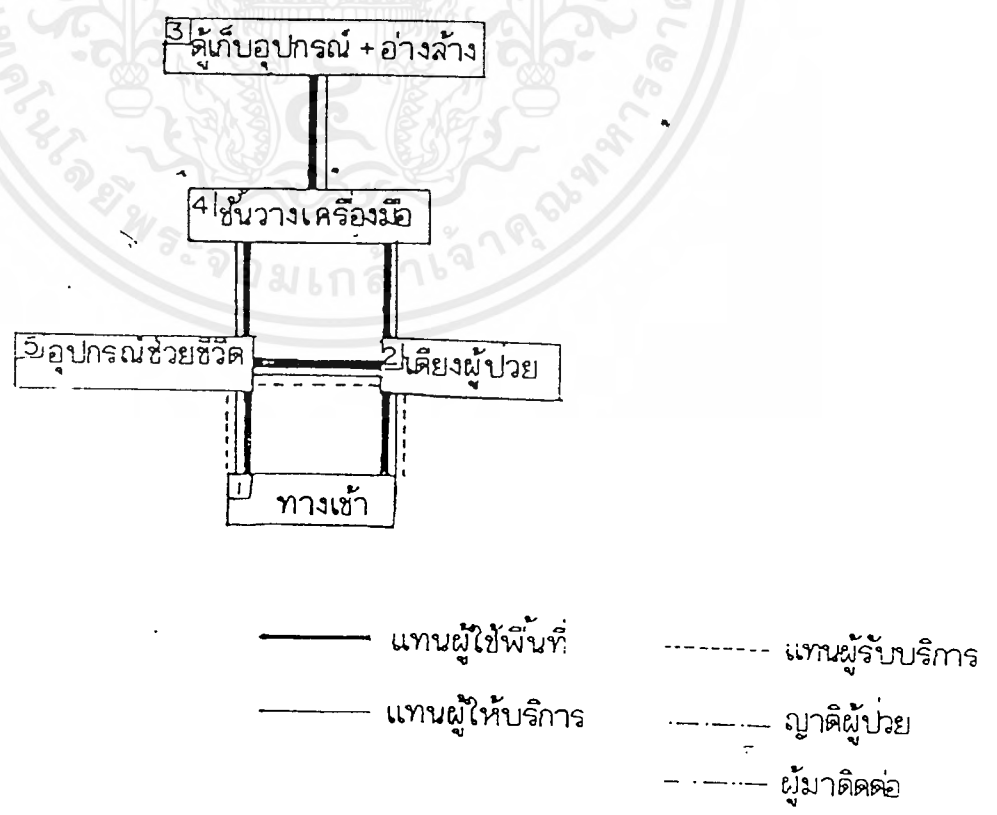 3 ตู้เก็บอุปกรณ์ + อ่างล้าง
4 ชั้นวางเครื่องมือ
5 อุปกรณ์ช่วยชีวิต
2 เตียงผู้ป่วย
1 ทางเข้า
แทนผู้ใช้พื้นที่
แทนผู้ให้บริการ
แทนผู้รับบริการ
ญาติผู้ป่วย
ผู้มาติดต่อ